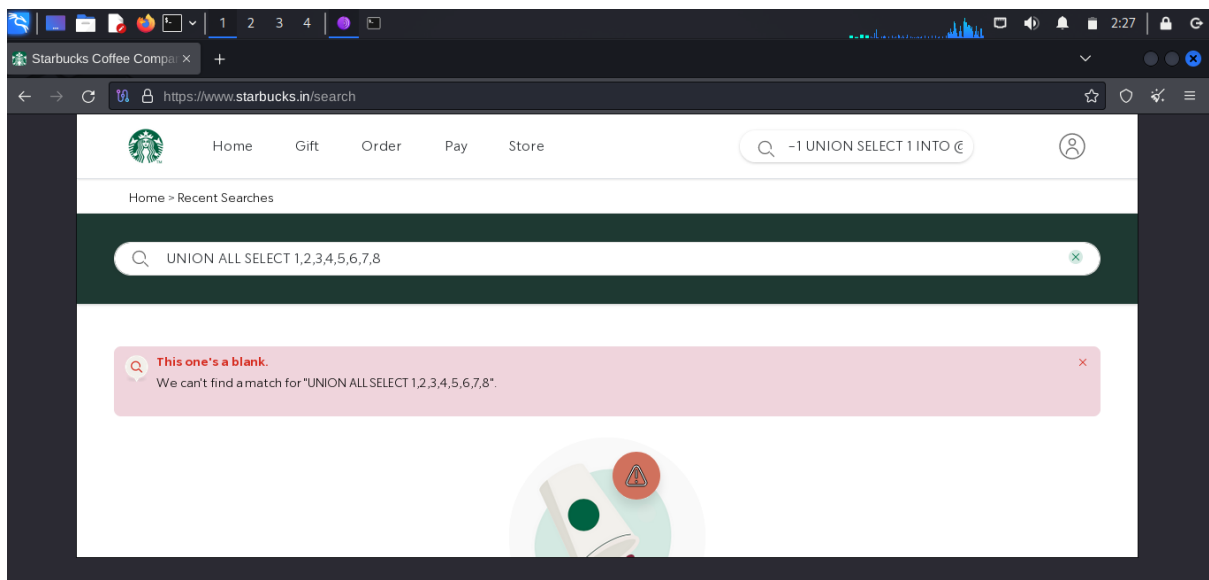 1 2 3 4 2:27
Starbucks Coffee Compa
https://www.starbucks.in/search
Home Gift Order Pay Store -1 UNION SELECT 1 INTO @
Home > Recent Searches
UNION ALL SELECT 1,2,3,4,5,6,7,8
This one's a blank.
We can't find a match for "UNION ALL SELECT 1,2,3,4,5,6,7,8".